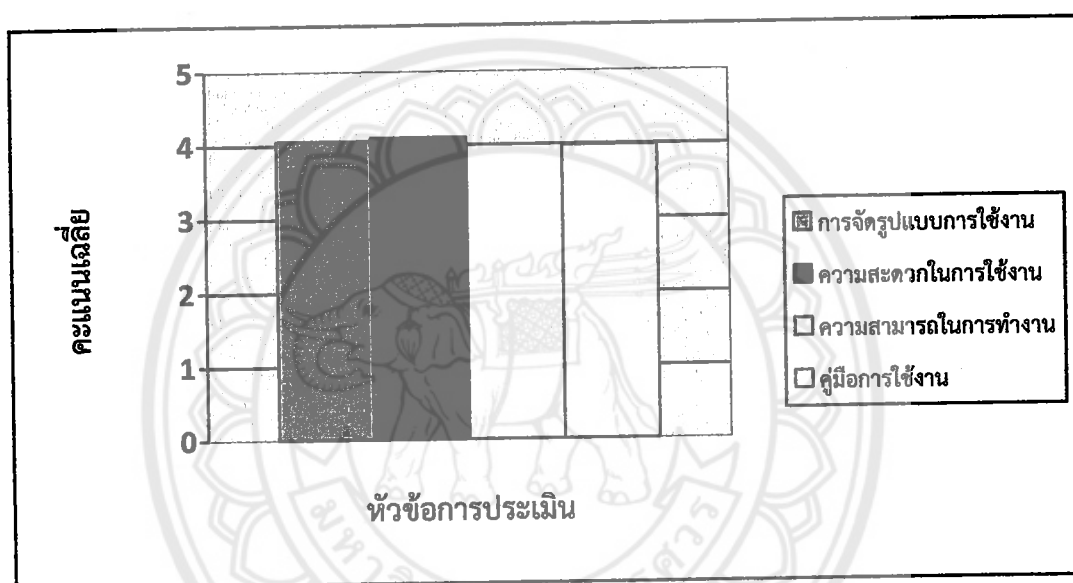 5
4
3
2
1
0
คะแนนเฉลี่ย
หัวข้อการประเมิน
การจัดรูปแบบการใช้งาน
ความสะดวกในการใช้งาน
ความสามารถในการทำงาน
คู่มือการใช้งาน